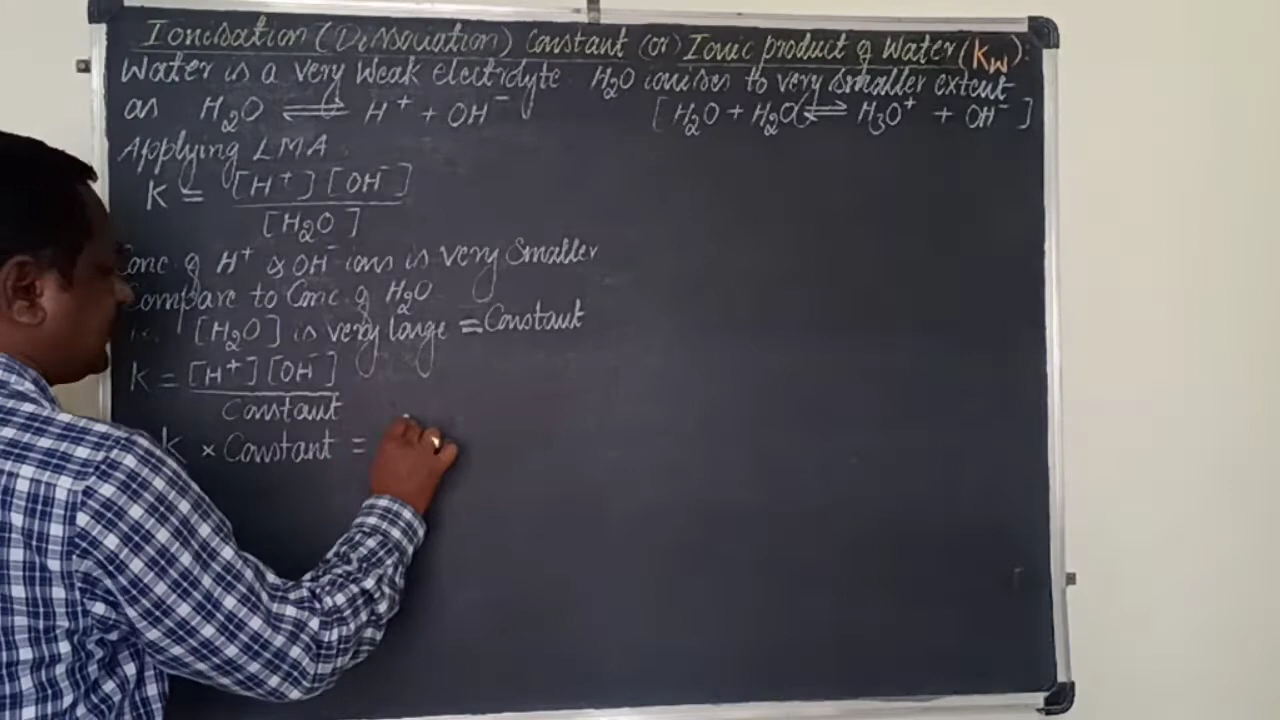 Ionisation (Dissociation) Constant (or) Ionic product of Water (Kw):
Water is a very weak electrolyte. H2O ionises to very smaller extent
as H2O ⇌ H+ + OH- [H2O + H2O ⇌ H3O+ + OH-]
Applying LMA.
K = [H+][OH-]
[H2O]
Conc. of H+ & OH- ions is very Smaller
Compare to Conc. of H2O
i.e. [H2O] is very large = Constant
K = [H+][OH-]
Constant
K × Constant =